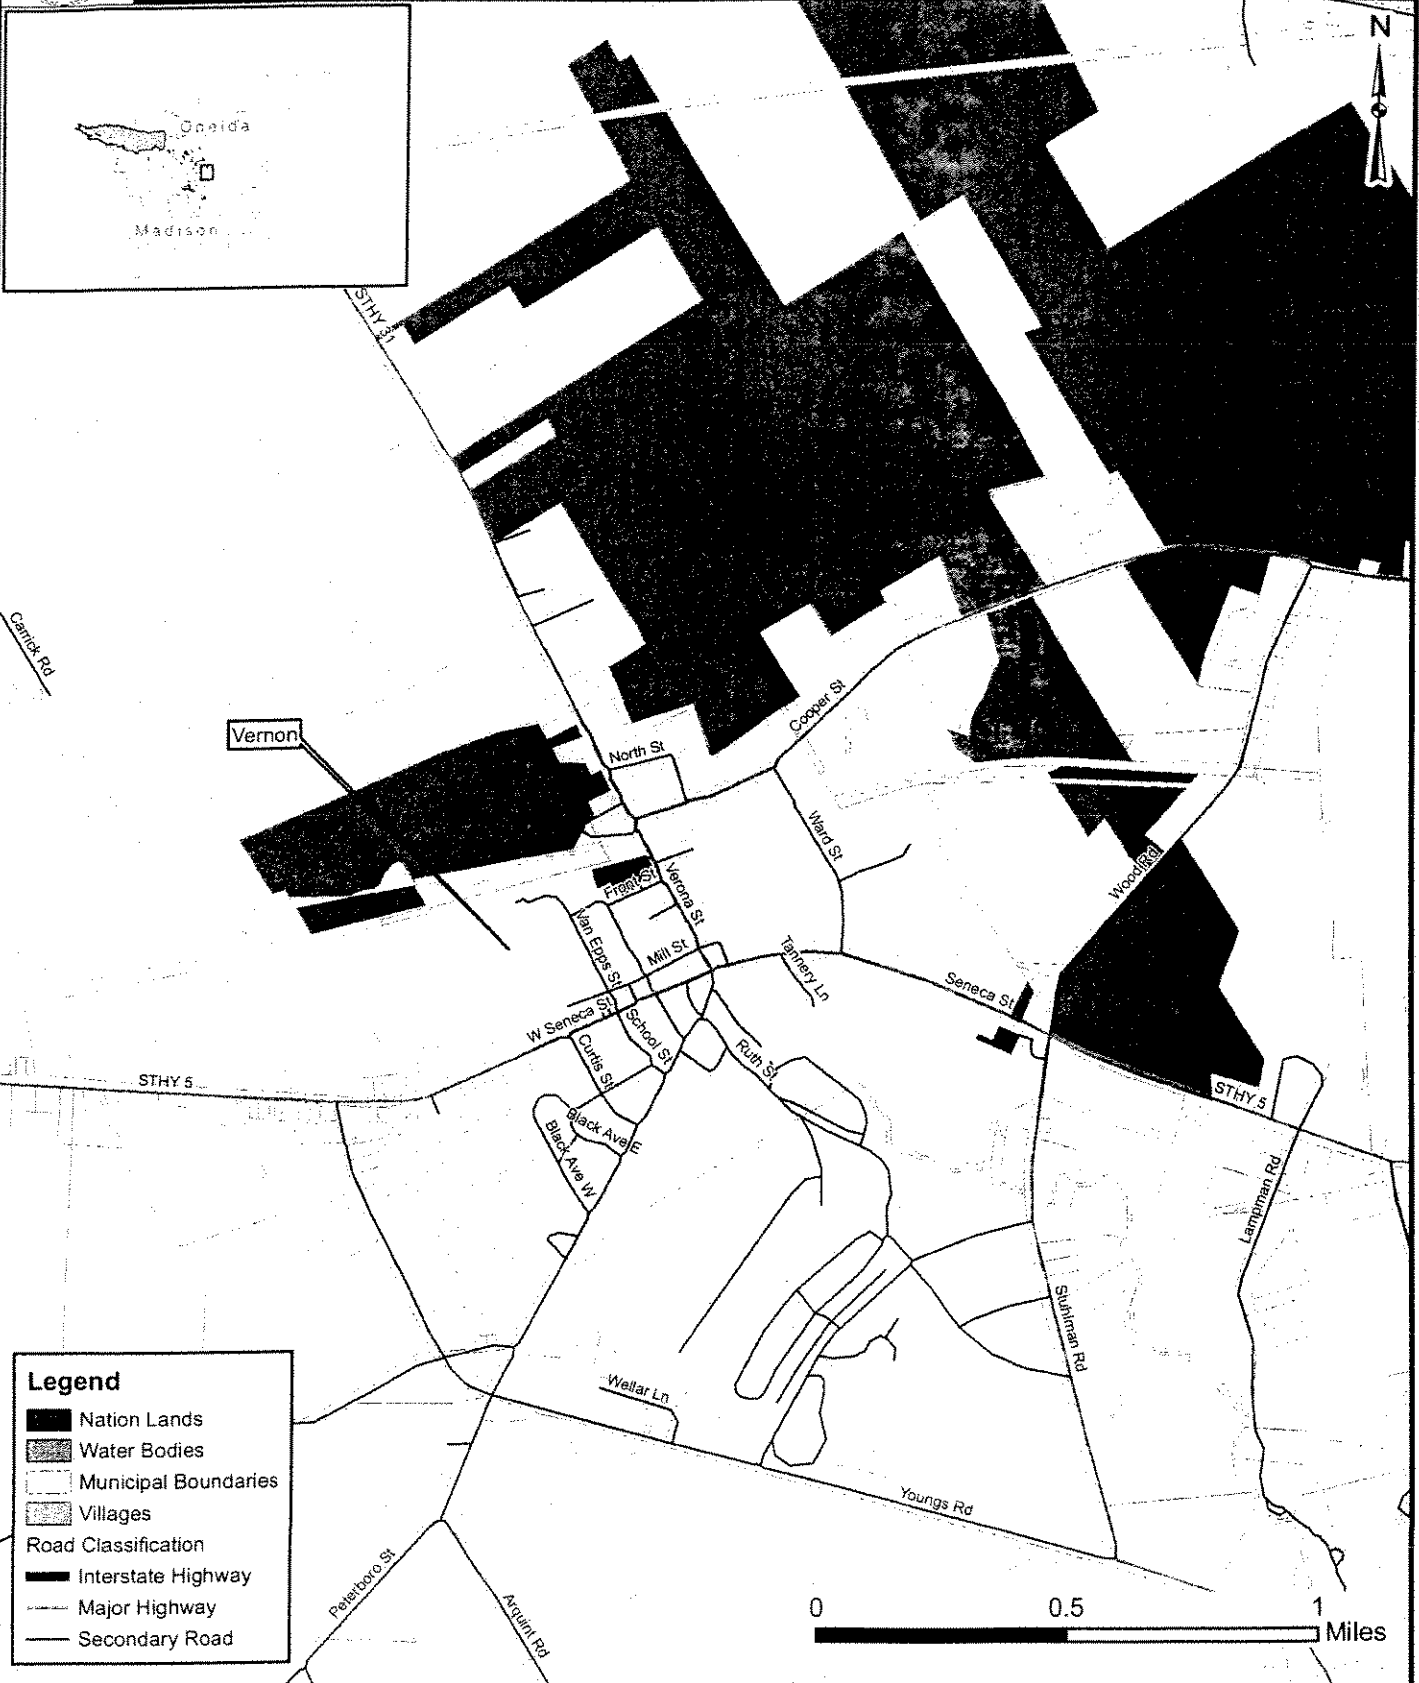 N
Oneida
Madison
STHY 31
Carrick Rd
Vernon
North St
Cooper St
Ward St
Wood Rd
Front St
Verona St
Van Epps St
Mill St
Tannery Ln
Seneca St
W Seneca St
School St
Curtis St
Ruth St
STHY 5
STHY 5
Black Ave E
Black Ave W
Lampman Rd
Stuhlman Rd
Wellar Ln
Youngs Rd
Peterboro St
Arquint Rd
Legend
Nation Lands
Water Bodies
Municipal Boundaries
Villages
Road Classification
Interstate Highway
Major Highway
Secondary Road
0 0.5 1
Miles